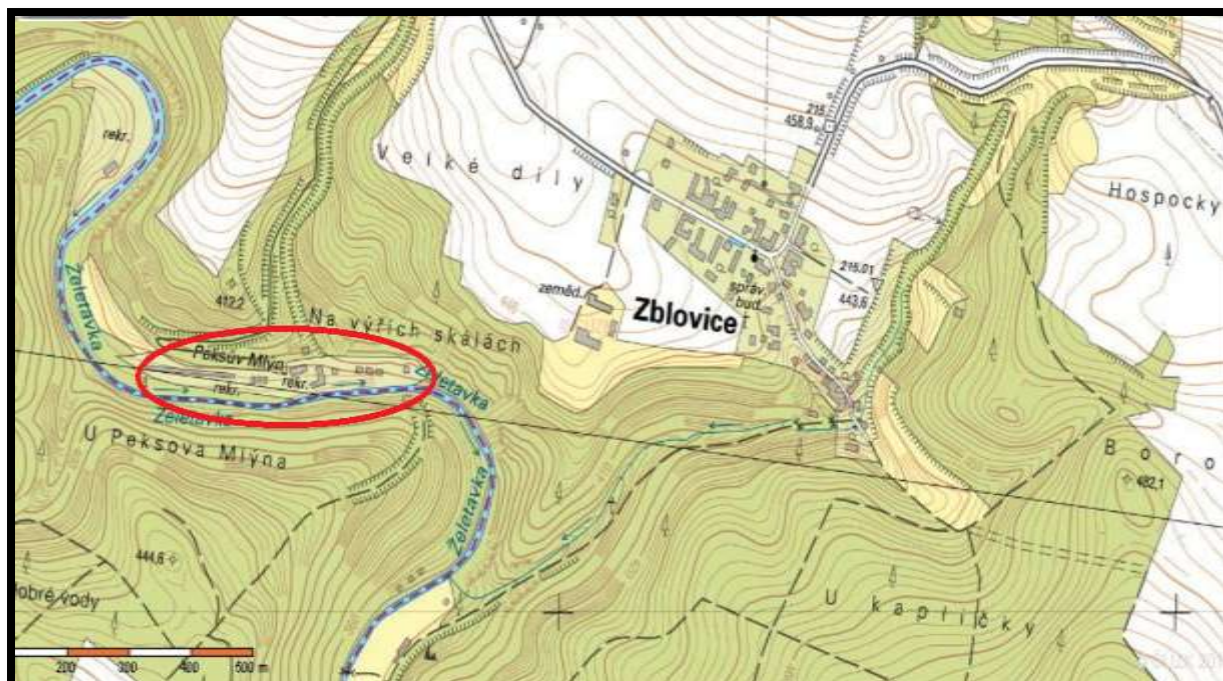 rekr.
Velké díly
Hospocký
215
458,9
Želetavka
412,2
Na výřích skálách
zeměd.
Zblovice
správ.
bud.
215.01
443,6
Peksův Mlýn
rekr.
rekr.
Želetavka
Želetavka
U Peksova Mlýna
Želetavka
Boro
482,1
444,6
dobré vody
U kapličky
200 300 400 500 m